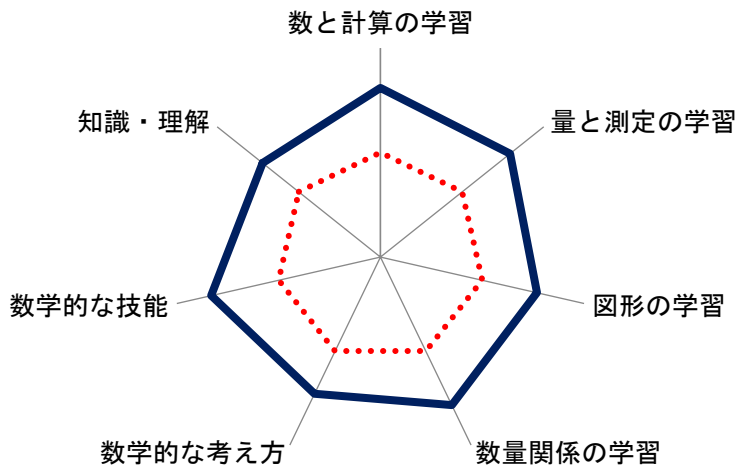 数と計算の学習
量と測定の学習
図形の学習
数量関係の学習
数学的な考え方
数学的な技能
知識・理解